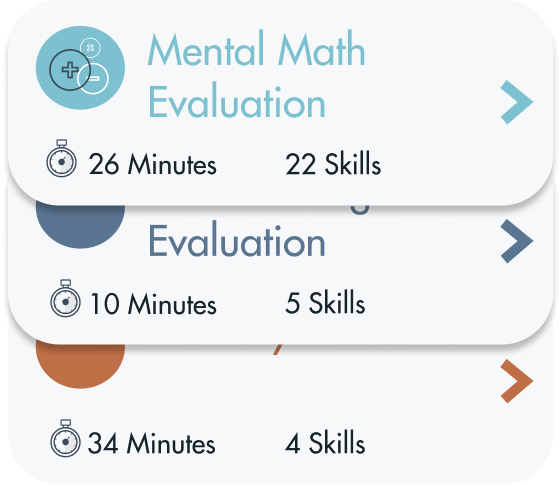 Mental Math
Evaluation
26 Minutes 22 Skills
Evaluation
10 Minutes 5 Skills
34 Minutes 4 Skills